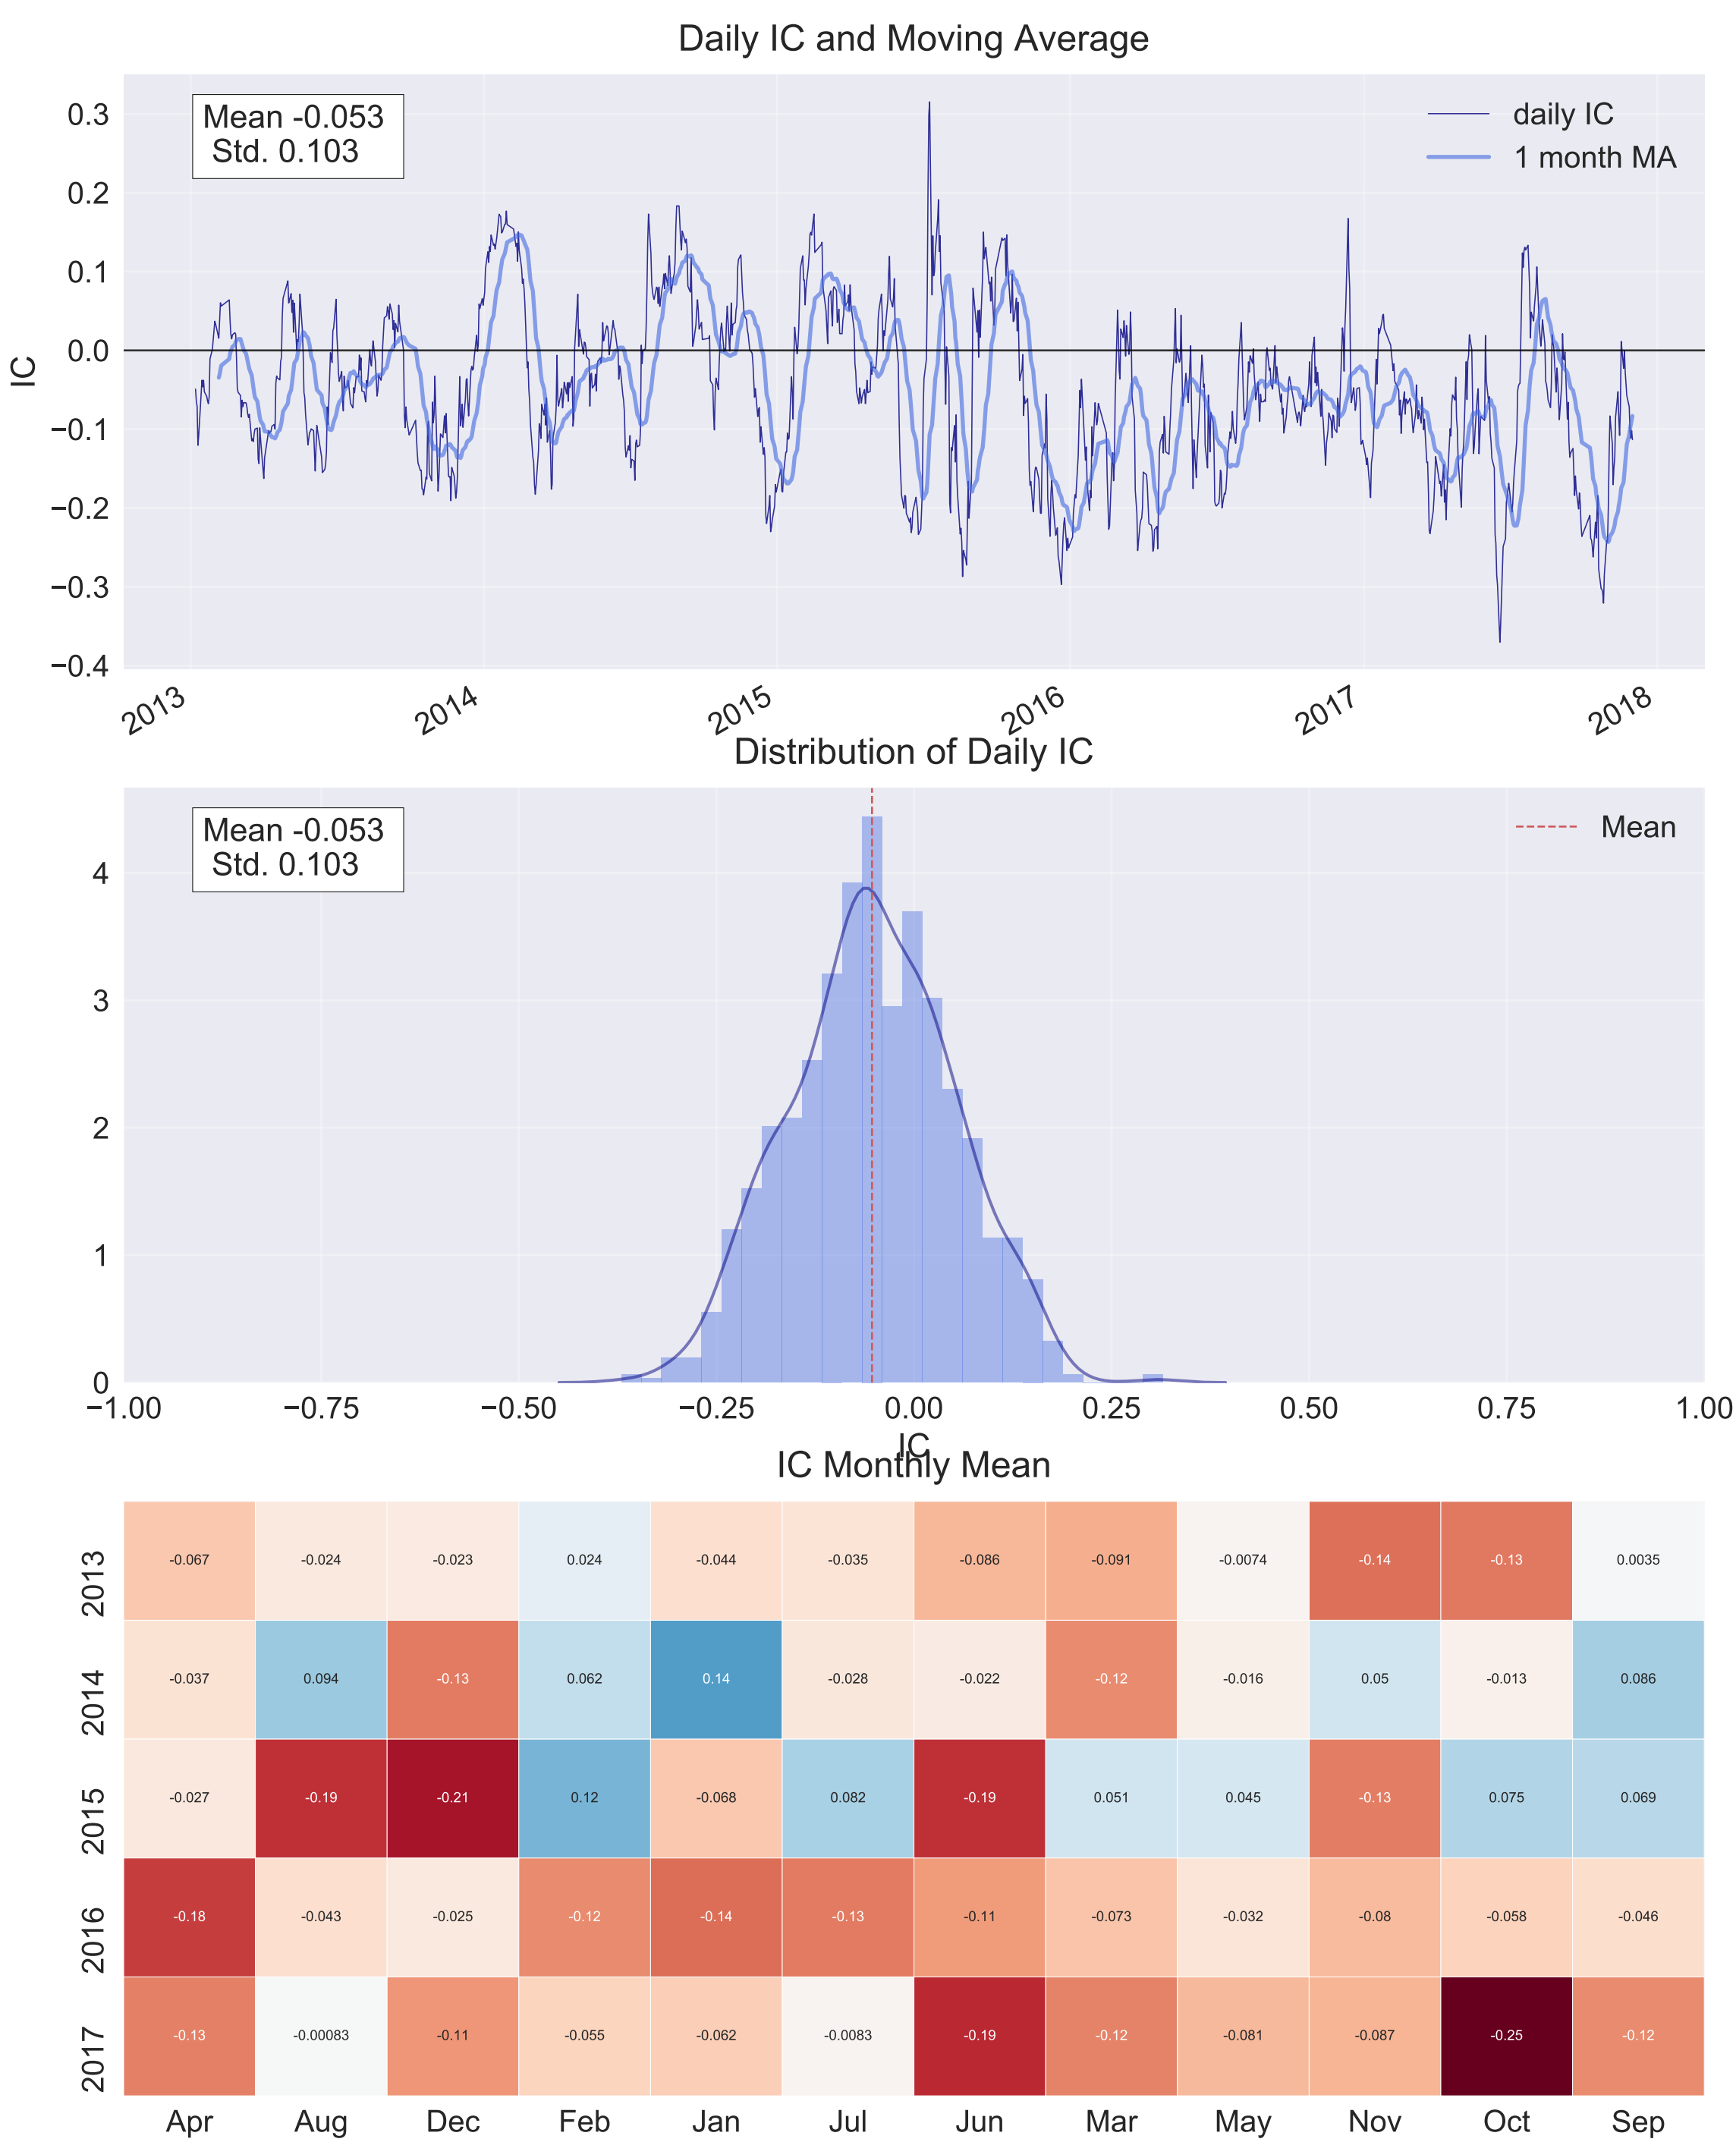 Daily IC and Moving Average
Mean -0.053
Std. 0.103
daily IC
1 month MA
IC
0.3
0.2
0.1
0.0
−0.1
−0.2
−0.3
−0.4
2013 2014 2015 2016 2017 2018
Distribution of Daily IC
Mean -0.053
Std. 0.103
Mean
4
3
2
1
0
−1.00 −0.75 −0.50 −0.25 0.00 0.25 0.50 0.75 1.00
IC
IC Monthly Mean
2013 -0.067 -0.024 -0.023 0.024 -0.044 -0.035 -0.086 -0.091 -0.0074 -0.14 -0.13 0.0035
2014 -0.037 0.094 -0.13 0.062 0.14 -0.028 -0.022 -0.12 -0.016 0.05 -0.013 0.086
2015 -0.027 -0.19 -0.21 0.12 -0.068 0.082 -0.19 0.051 0.045 -0.13 0.075 0.069
2016 -0.18 -0.043 -0.025 -0.12 -0.14 -0.13 -0.11 -0.073 -0.032 -0.08 -0.058 -0.046
2017 -0.13 -0.00083 -0.11 -0.055 -0.062 -0.0083 -0.19 -0.12 -0.081 -0.087 -0.25 -0.12
Apr Aug Dec Feb Jan Jul Jun Mar May Nov Oct Sep